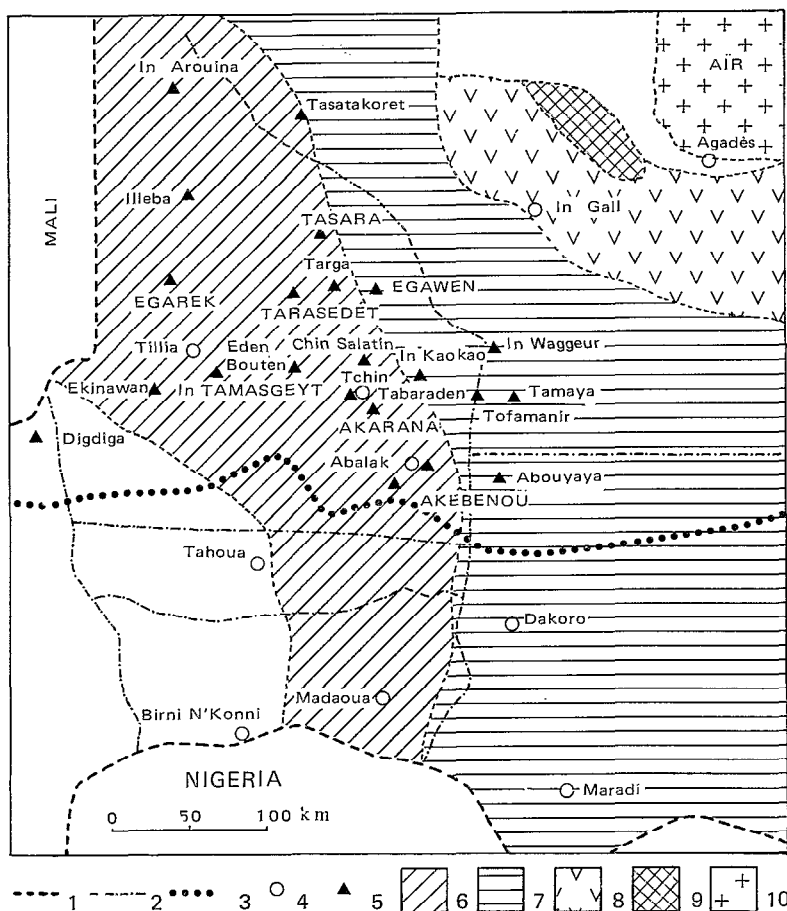 In Arouina
AÏR
Tasatakoret
Agadès
MALI
Illeba
In Gall
TASARA
Targa
EGAREK
EGAWEN
TARASEDET
Tillia
Eden
Chin Salatin
In Waggeur
Bouten
In Kaokao
Ekinawan
In TAMASGEYT
Tchin
Tabaraden
Tamaya
AKARANA
Tofamanir
Digdiga
Abalak
Abouyaya
AKEBENOU
Tahoua
Dakoro
Madaoua
Birni N'Konni
NIGERIA
Maradi
0 50 100 km
1 2 3 4 5 6 7 8 9 10